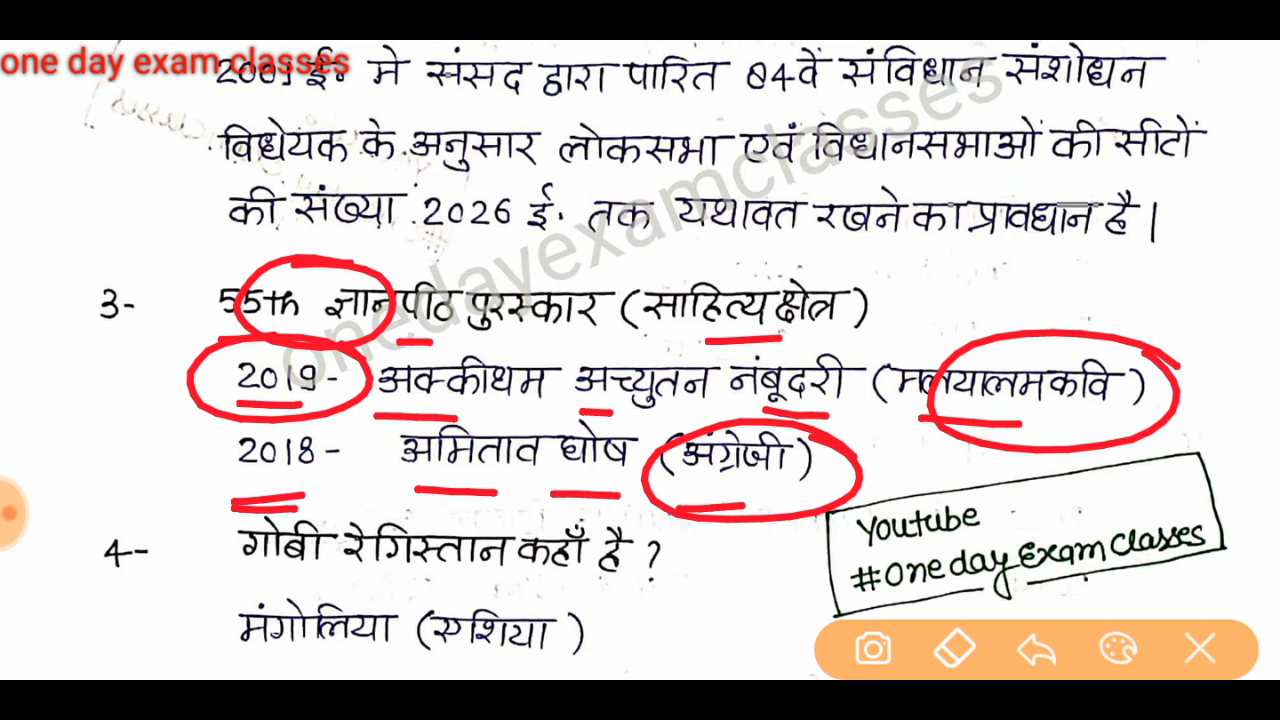 one day exam classes
2001 ई॰ मे संसद द्वारा पारित 84वें संविधान संशोधन
विधेयक के अनुसार लोकसभा एवं विधानसभाओं की सीटों
की संख्या 2026 ई॰ तक यथावत रखने का प्रावधान है।
3- 55th ज्ञानपीठ पुरस्कार (साहित्य क्षेत्र)
2019- अक्कीथम अच्युतन नंबूदरी (मलयालम कवि)
2018- अमिताव घोष (अंग्रेजी)
4- गोबी रेगिस्तान कहाँ है ?
मंगोलिया (एशिया)
Youtube
#One day Exam Classes
onedayexamclasses